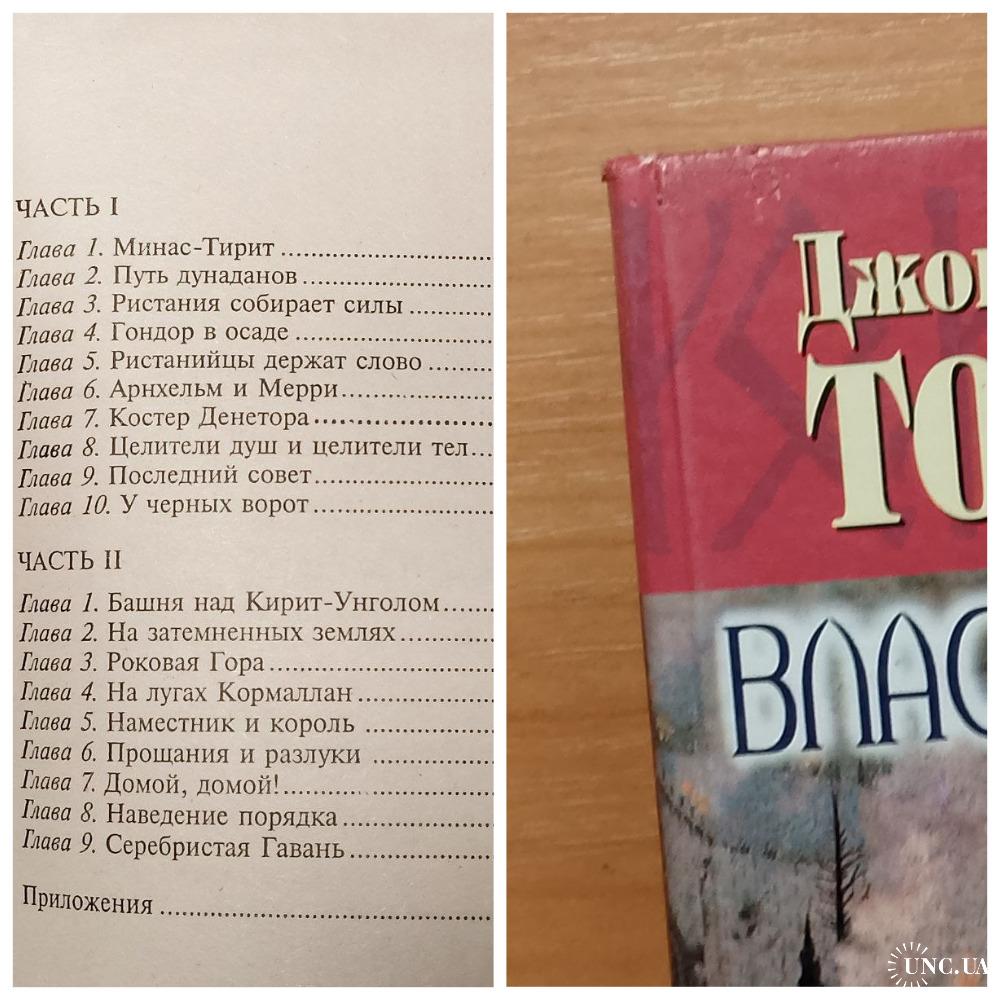 ЧАСТЬ I
Глава 1. Минас-Тирит
Глава 2. Путь дунаданов
Глава 3. Ристания собирает силы
Глава 4. Гондор в осаде
Глава 5. Ристанийцы держат слово
Глава 6. Арнхельм и Мерри
Глава 7. Костер Денетора
Глава 8. Целители душ и целители тел
Глава 9. Последний совет
Глава 10. У черных ворот
ЧАСТЬ II
Глава 1. Башня над Кирит-Унголом
Глава 2. На затемненных землях
Глава 3. Роковая Гора
Глава 4. На лугах Кормаллан
Глава 5. Наместник и король
Глава 6. Прощания и разлуки
Глава 7. Домой, домой!
Глава 8. Наведение порядка
Глава 9. Серебристая Гавань
Приложения
Джо
ТО
ВЛАС
UNC.UA